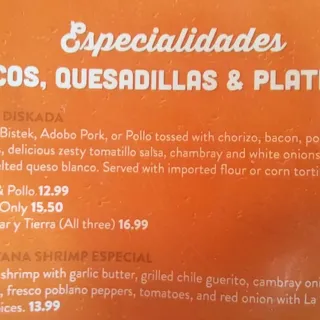 Especialidades
COS, QUESADILLAS & PLAT
DISKADA
Bistek, Adobo Pork, or Pollo tossed with chorizo, bacon, po
s, delicious zesty tomatillo salsa, chambray and white onions
elted queso blanco. Served with imported flour or corn torti
& Pollo 12.99
Only 15.50
ar y Tierra (All three) 16.99
ANA SHRIMP ESPECIAL
shrimp with garlic butter, grilled chile guerito, cambray onion
, fresco poblano peppers, tomatoes, and red onion with La
ices. 13.99